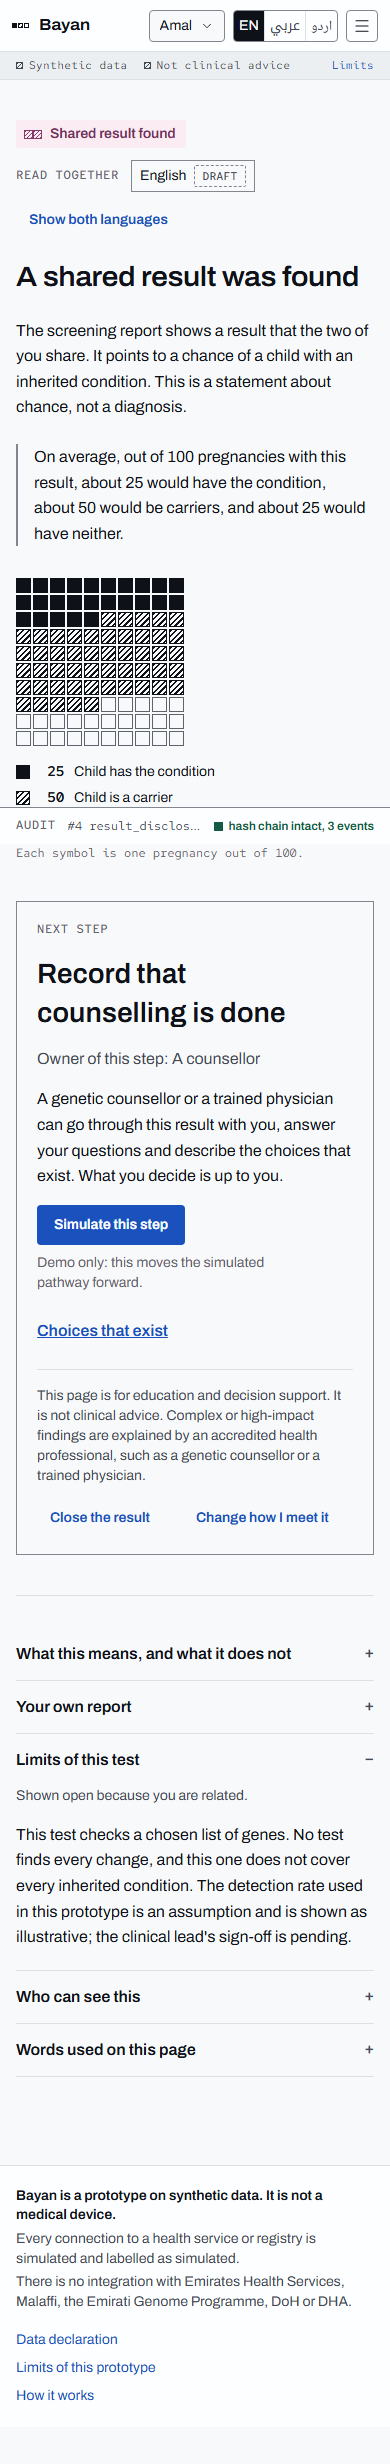 Bayan
Amal
EN
عربي
اردو
Synthetic data
Not clinical advice
Limits
Shared result found
READ TOGETHER
English
DRAFT
Show both languages
A shared result was found
The screening report shows a result that the two of
you share. It points to a chance of a child with an
inherited condition. This is a statement about
chance, not a diagnosis.
On average, out of 100 pregnancies with this
result, about 25 would have the condition,
about 50 would be carriers, and about 25 would
have neither.
25 Child has the condition
50 Child is a carrier
AUDIT #4 result_disclos... hash chain intact, 3 events
Each symbol is one pregnancy out of 100.
NEXT STEP
Record that
counselling is done
Owner of this step: A counsellor
A genetic counsellor or a trained physician
can go through this result with you, answer
your questions and describe the choices that
exist. What you decide is up to you.
Simulate this step
Demo only: this moves the simulated
pathway forward.
Choices that exist
This page is for education and decision support. It
is not clinical advice. Complex or high-impact
findings are explained by an accredited health
professional, such as a genetic counsellor or a
trained physician.
Close the result
Change how I meet it
What this means, and what it does not +
Your own report +
Limits of this test −
Shown open because you are related.
This test checks a chosen list of genes. No test
finds every change, and this one does not cover
every inherited condition. The detection rate used
in this prototype is an assumption and is shown as
illustrative; the clinical lead's sign-off is pending.
Who can see this +
Words used on this page +
Bayan is a prototype on synthetic data. It is not a
medical device.
Every connection to a health service or registry is
simulated and labelled as simulated.
There is no integration with Emirates Health Services,
Malaffi, the Emirati Genome Programme, DoH or DHA.
Data declaration
Limits of this prototype
How it works